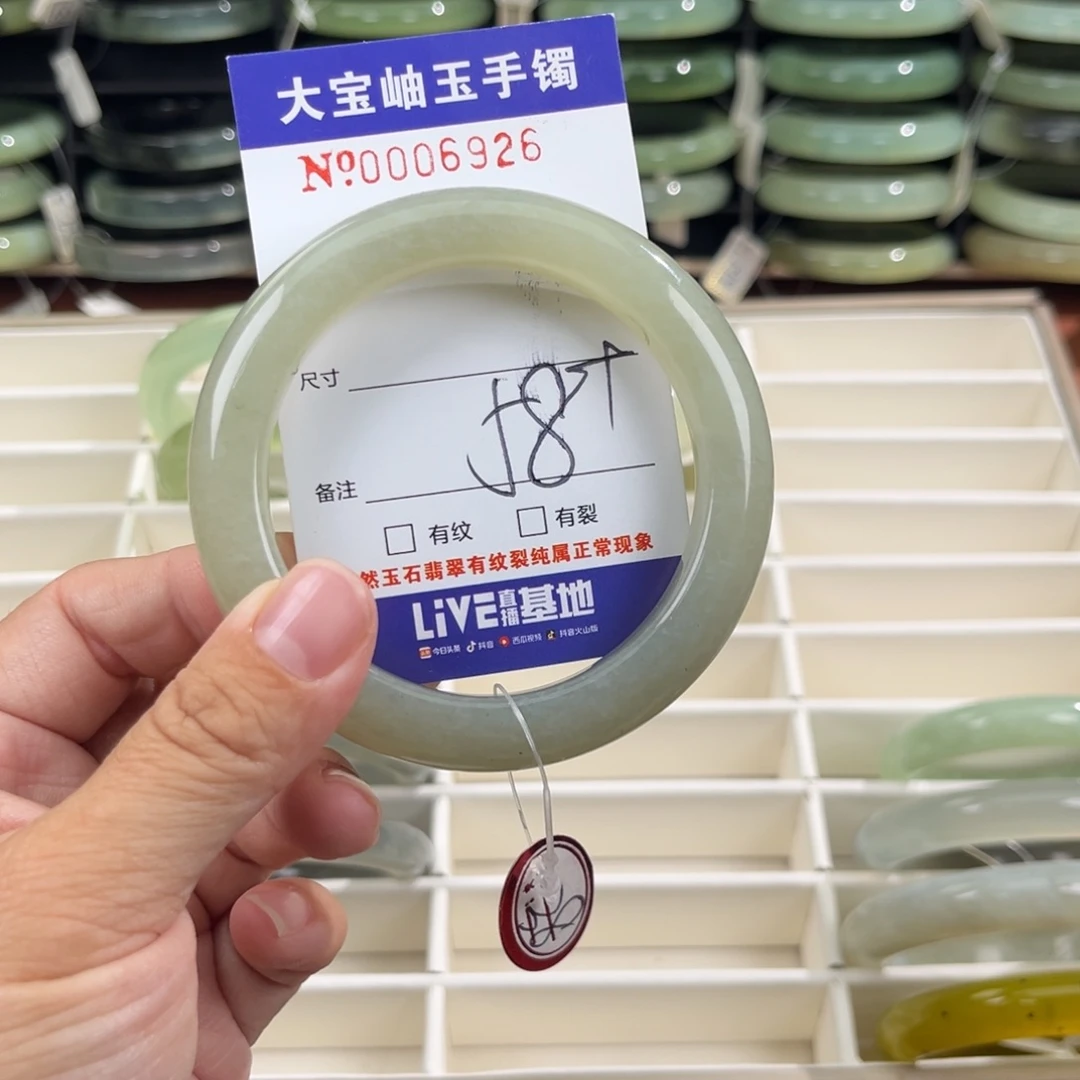 大宝岫玉手镯
№0006926
尺寸
58
备注
□ 有纹 □ 有裂
然玉石翡翠有纹裂纯属正常现象
LiVE直播基地
今日头条 抖音 西瓜视频 抖音火山版